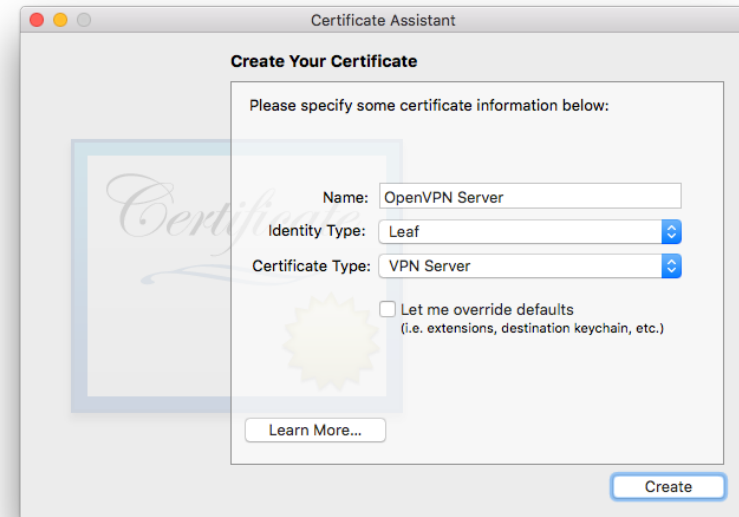 Certificate Assistant
Create Your Certificate
Please specify some certificate information below:
Certificate
Name: OpenVPN Server
Identity Type: Leaf
Certificate Type: VPN Server
Let me override defaults
(i.e. extensions, destination keychain, etc.)
Learn More...
Create